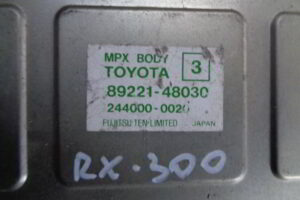 MPX BODY
TOYOTA 3
89221-48030
244000-0020
FUJITSU TEN LIMITED JAPAN
RX-300